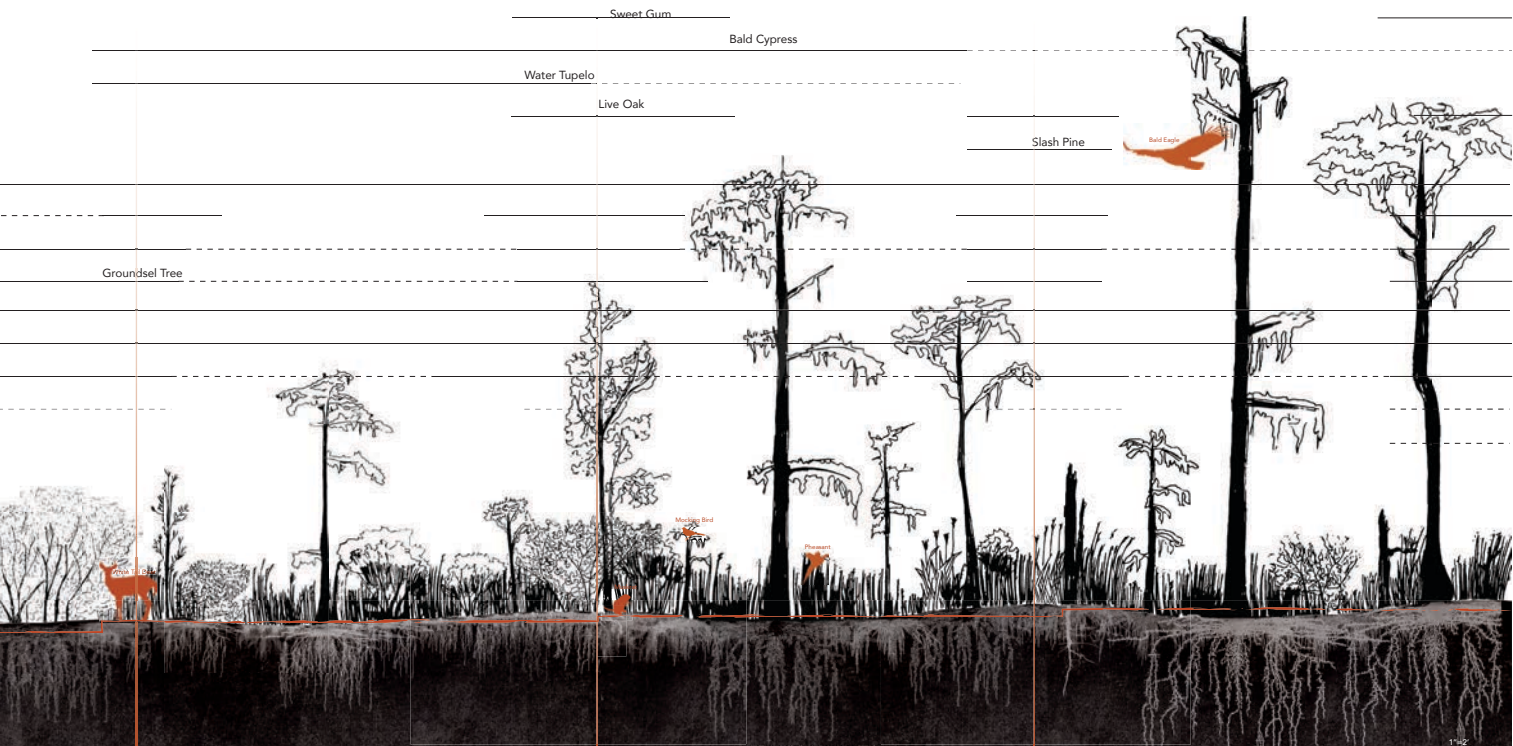 Sweet Gum
Bald Cypress
Water Tupelo
Live Oak
Slash Pine
Bald Eagle
Groundsel Tree
Mocking Bird
Pheasant
1"=2'